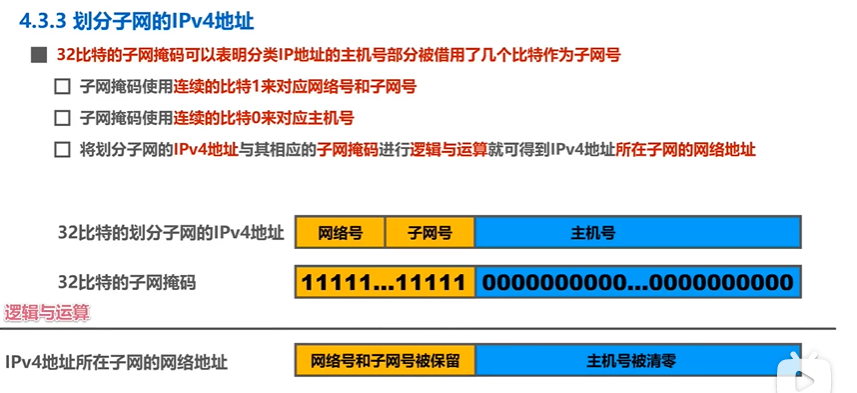 4.3.3 划分子网的IPv4地址
32比特的子网掩码可以表明分类IP地址的主机号部分被借用了几个比特作为子网号
子网掩码使用连续的比特1来对应网络号和子网号
子网掩码使用连续的比特0来对应主机号
将划分子网的IPv4地址与其相应的子网掩码进行逻辑与运算就可得到IPv4地址所在子网的网络地址
32比特的划分子网的IPv4地址 网络号 子网号 主机号
32比特的子网掩码 11111...11111 0000000000...0000000000
逻辑与运算
IPv4地址所在子网的网络地址 网络号和子网号被保留 主机号被清零